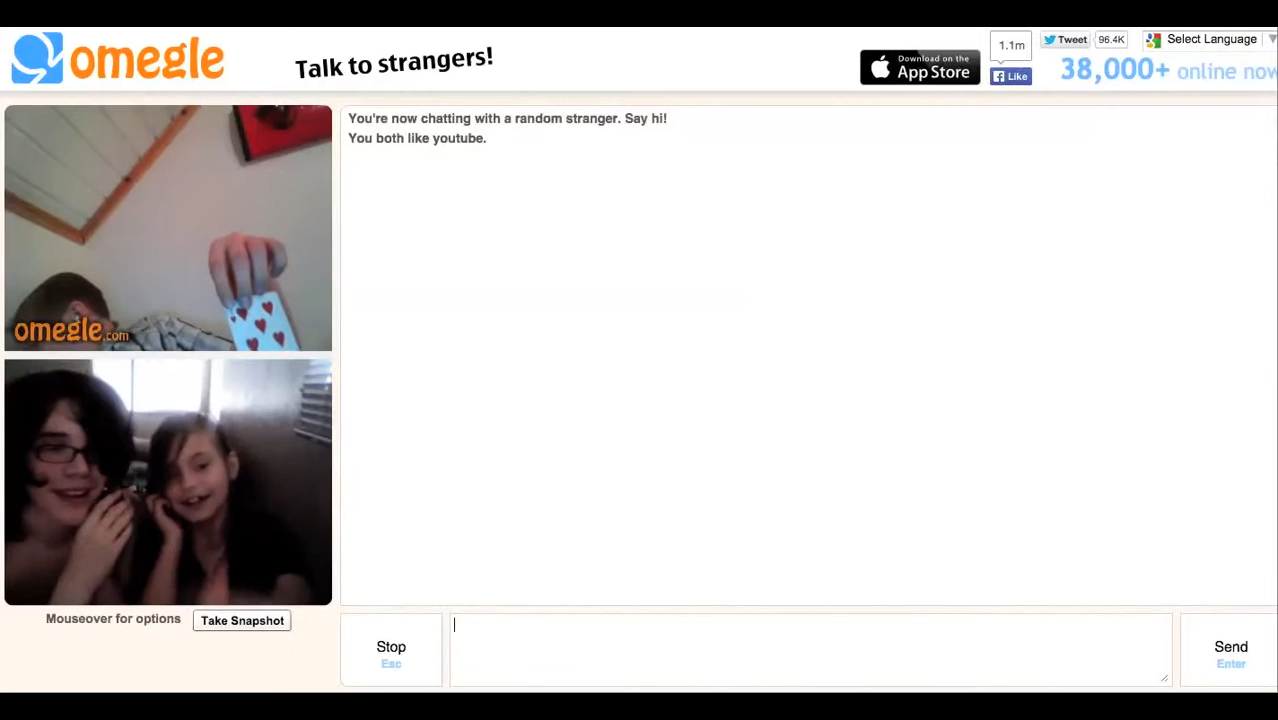 omegle
Talk to strangers!
Download on the
App Store
1.1m
Like
Tweet
96.4K
Select Language
38,000+ online now
omegle.com
You're now chatting with a random stranger. Say hi!
You both like youtube.
Mouseover for options
Take Snapshot
Stop
Esc
Send
Enter